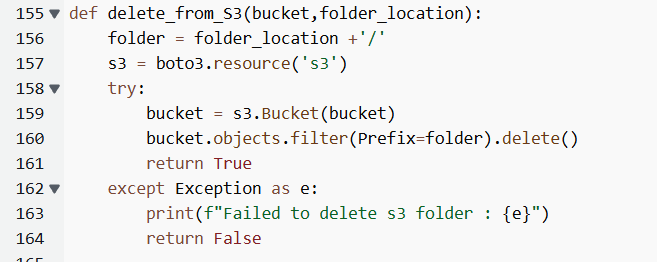 155 def delete_from_S3(bucket,folder_location):
156     folder = folder_location +'/'
157     s3 = boto3.resource('s3')
158     try:
159         bucket = s3.Bucket(bucket)
160         bucket.objects.filter(Prefix=folder).delete()
161         return True
162     except Exception as e:
163         print(f"Failed to delete s3 folder : {e}")
164         return False